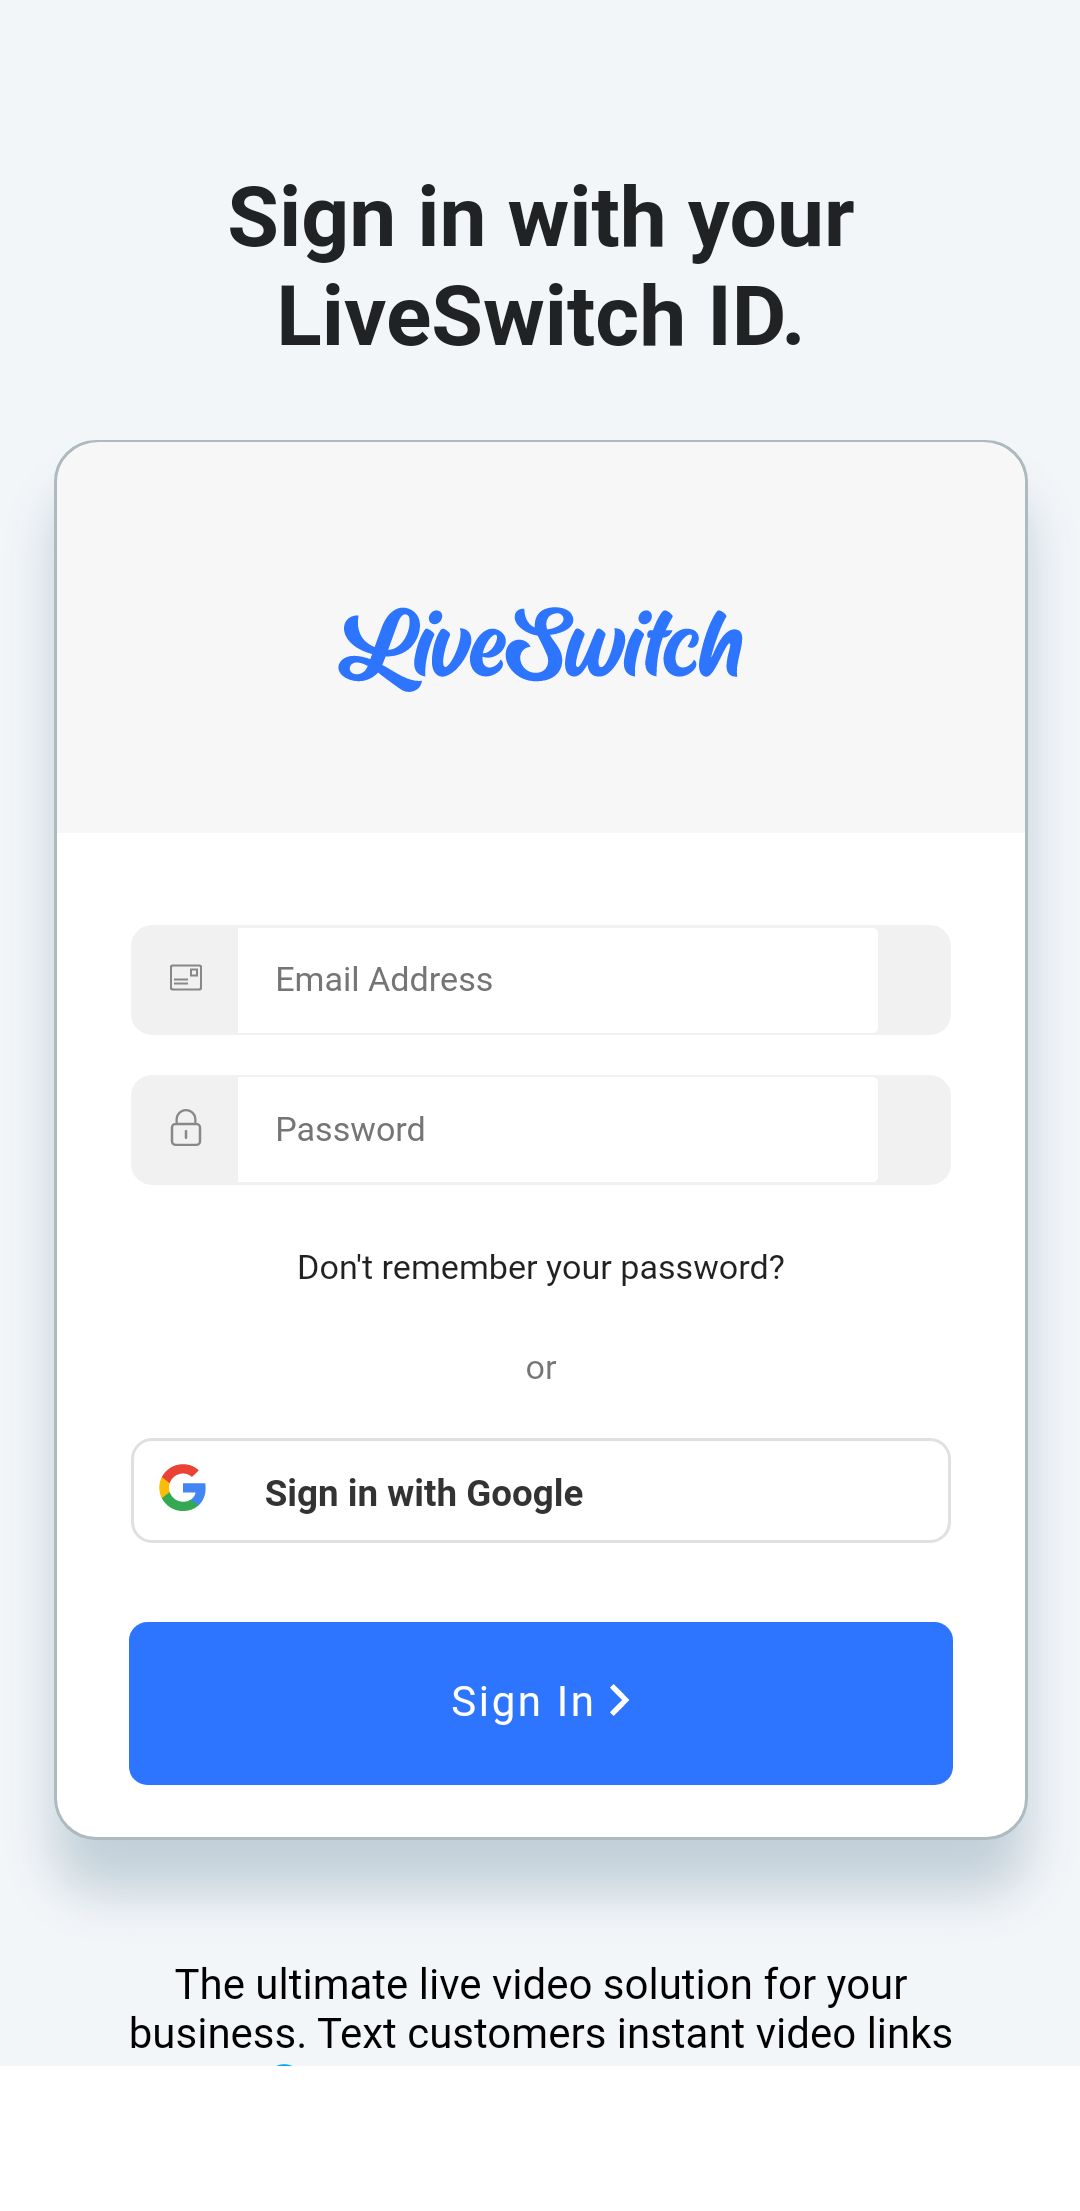 Sign in with your
LiveSwitch ID.
LiveSwitch
Email Address
Password
Don't remember your password?
or
Sign in with Google
Sign In
The ultimate live video solution for your
business. Text customers instant video links